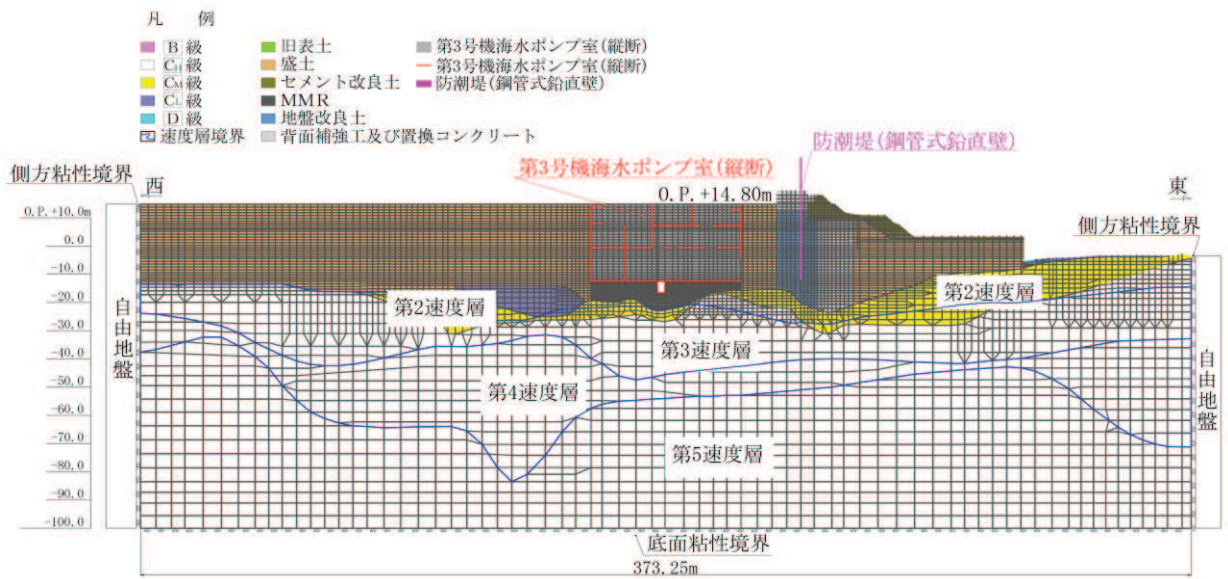 凡 例
B 級
CH 級
CM 級
CL 級
D 級
速度層境界
旧表土
盛土
セメント改良土
MMR
地盤改良土
背面補強工及び置換コンクリート
第3号機海水ポンプ室(縦断)
第3号機海水ポンプ室(縦断)
防潮堤(鋼管式鉛直壁)
防潮堤(鋼管式鉛直壁)
第3号機海水ポンプ室(縦断)
側方粘性境界
西
O.P.+14.80m
東
側方粘性境界
O.P.+10.0m
0.0
-10.0
-20.0
-30.0
-40.0
-50.0
-60.0
-70.0
-80.0
-90.0
-100.0
自由地盤
第2速度層
第2速度層
第3速度層
第4速度層
第5速度層
自由地盤
底面粘性境界
373.25m